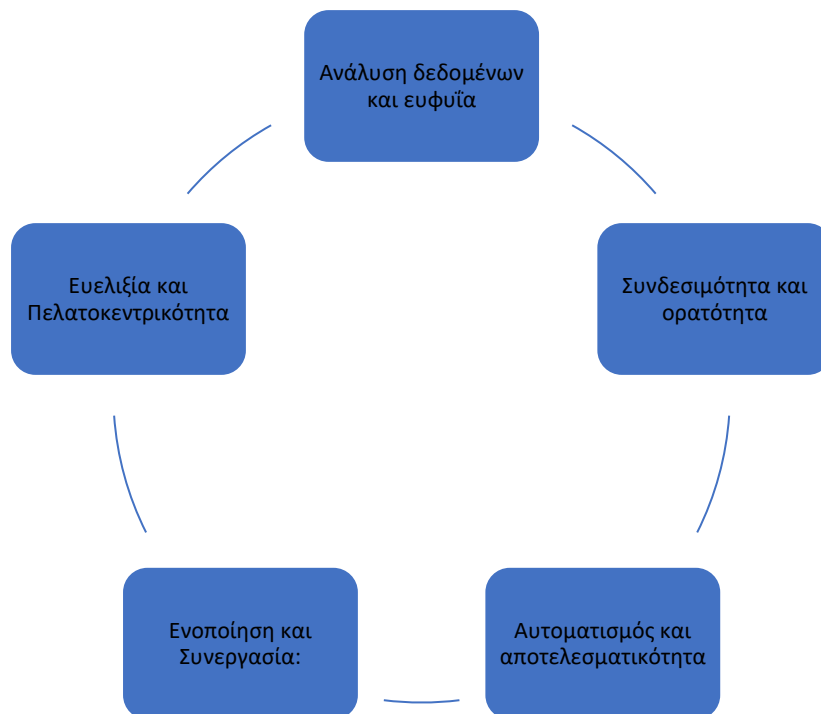 Ανάλυση δεδομένων
και ευφυΐα
Συνδεσιμότητα και
ορατότητα
Αυτοματισμός και
αποτελεσματικότητα
Ενοποίηση και
Συνεργασία:
Ευελιξία και
Πελατοκεντρικότητα